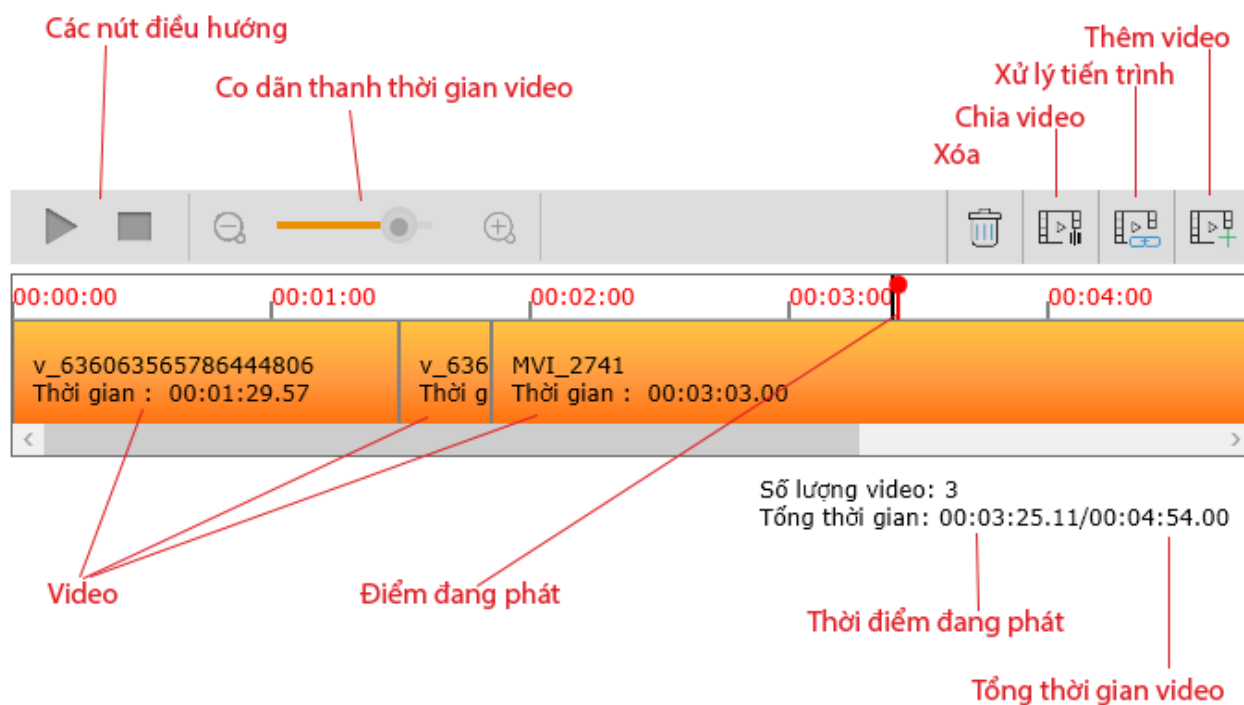 Các nút điều hướng
Thêm video
Co dãn thanh thời gian video
Xử lý tiến trình
Chia video
Xóa
00:00:00 00:01:00 00:02:00 00:03:00 00:04:00
v_636063565786444806 v_636 MVI_2741
Thời gian : 00:01:29.57 Thời g Thời gian : 00:03:03.00
Số lượng video: 3
Tổng thời gian: 00:03:25.11/00:04:54.00
Video
Điểm đang phát
Thời điểm đang phát
Tổng thời gian video